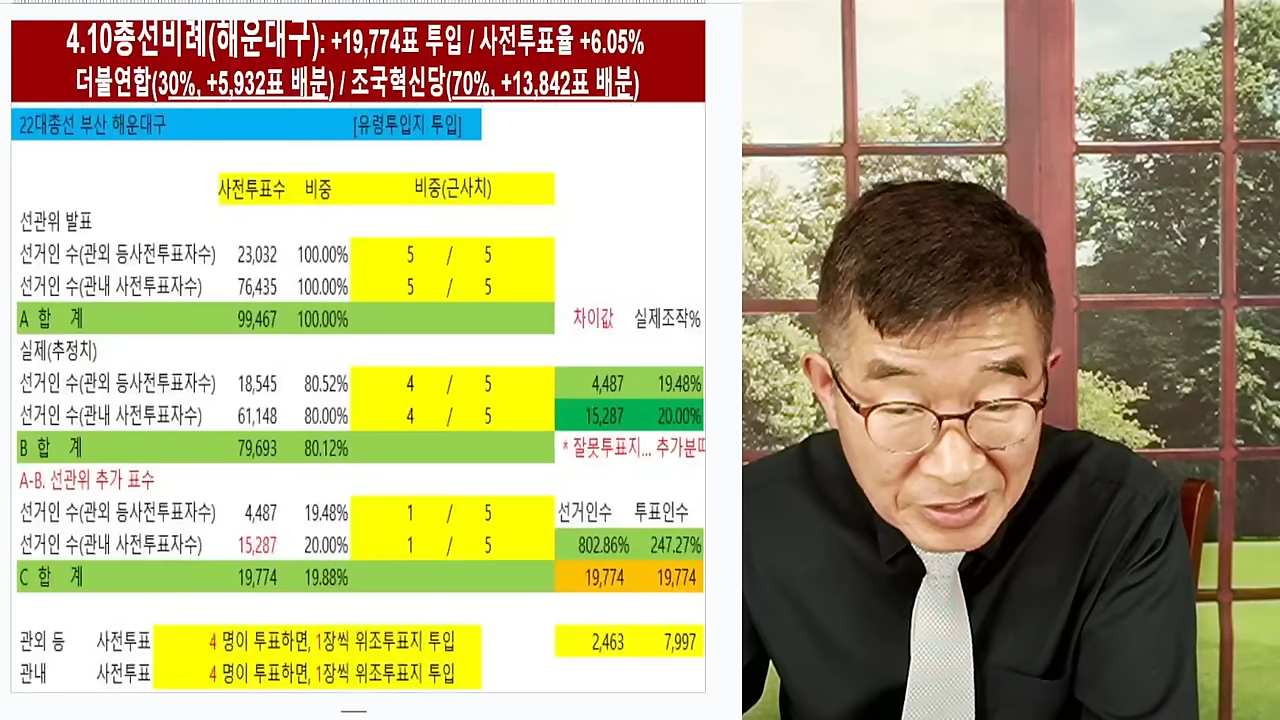 4.10총선비례(해운대구): +19,774표 투입 / 사전투표율 +6.05%
더불연합(30%, +5,932표 배분) / 조국혁신당(70%, +13,842표 배분)
22대총선 부산 해운대구 [유령투입지 투입]
사전투표수 비중 비중(근사치)
선관위 발표
선거인 수(관외 등사전투표자수) 23,032 100.00% 5 / 5
선거인 수(관내 사전투표자수) 76,435 100.00% 5 / 5
A 합 계 99,467 100.00% 차이값 실제조작%
실제(추정치)
선거인 수(관외 등사전투표자수) 18,545 80.52% 4 / 5 4,487 19.48%
선거인 수(관내 사전투표자수) 61,148 80.00% 4 / 5 15,287 20.00%
B 합 계 79,693 80.12% * 잘못투표지... 추가분
A-B. 선관위 추가 표수
선거인 수(관외 등사전투표자수) 4,487 19.48% 1 / 5 선거인수 투표인수
선거인 수(관내 사전투표자수) 15,287 20.00% 1 / 5 802.86% 247.27%
C 합 계 19,774 19.88% 19,774 19,774
관외 등 사전투표 4 명이 투표하면, 1장씩 위조투표지 투입 2,463 7,997
관내 사전투표 4 명이 투표하면, 1장씩 위조투표지 투입